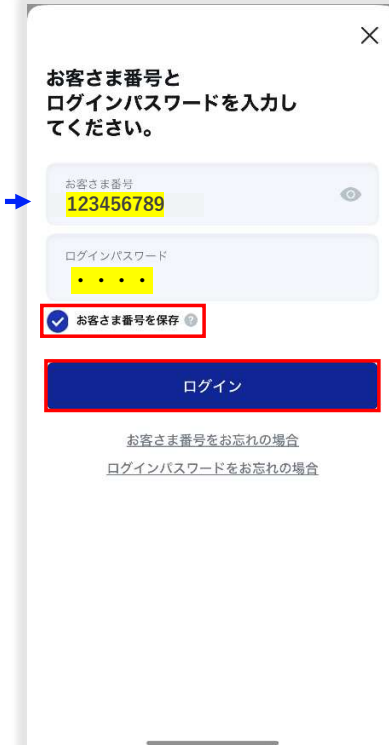 お客さま番号と
ログインパスワードを入力し
てください。
お客さま番号
123456789
ログインパスワード
・・・・
お客さま番号を保存 ?
ログイン
お客さま番号をお忘れの場合
ログインパスワードをお忘れの場合